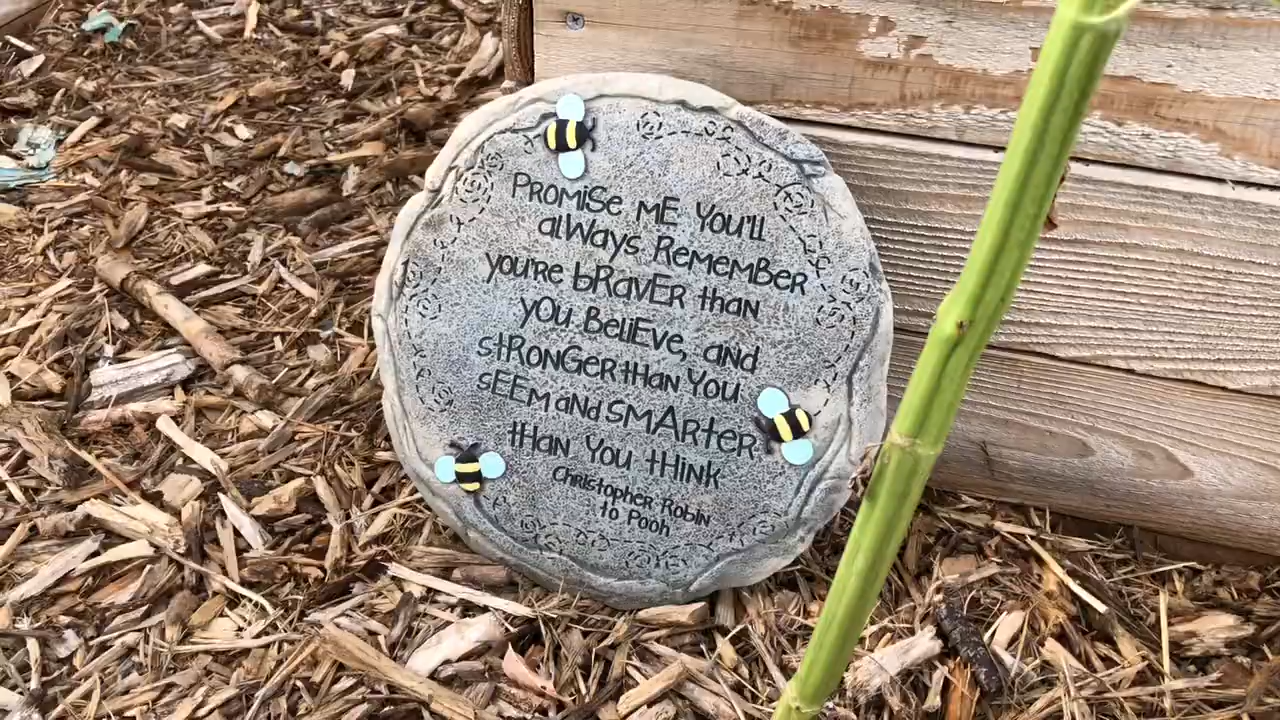 PROMiSe mE YOU'll
alWays REmEmBer
you're bRavER than
yOu BeliEve, and
stRonGer tHan You
sEEm aNd SMARter
tHan You tHink
Christopher Robin
to Pooh